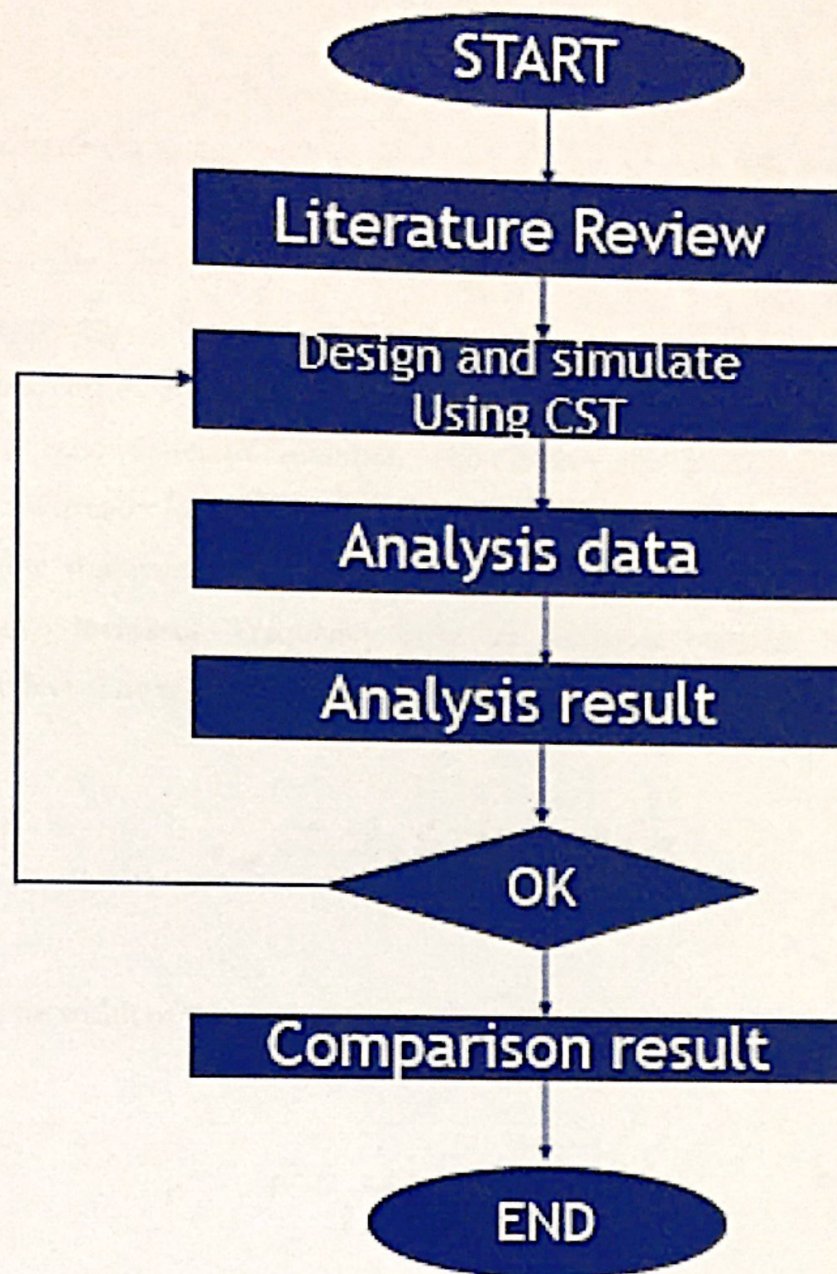 START
Literature Review
Design and simulate
Using CST
Analysis data
Analysis result
OK
Comparison result
END